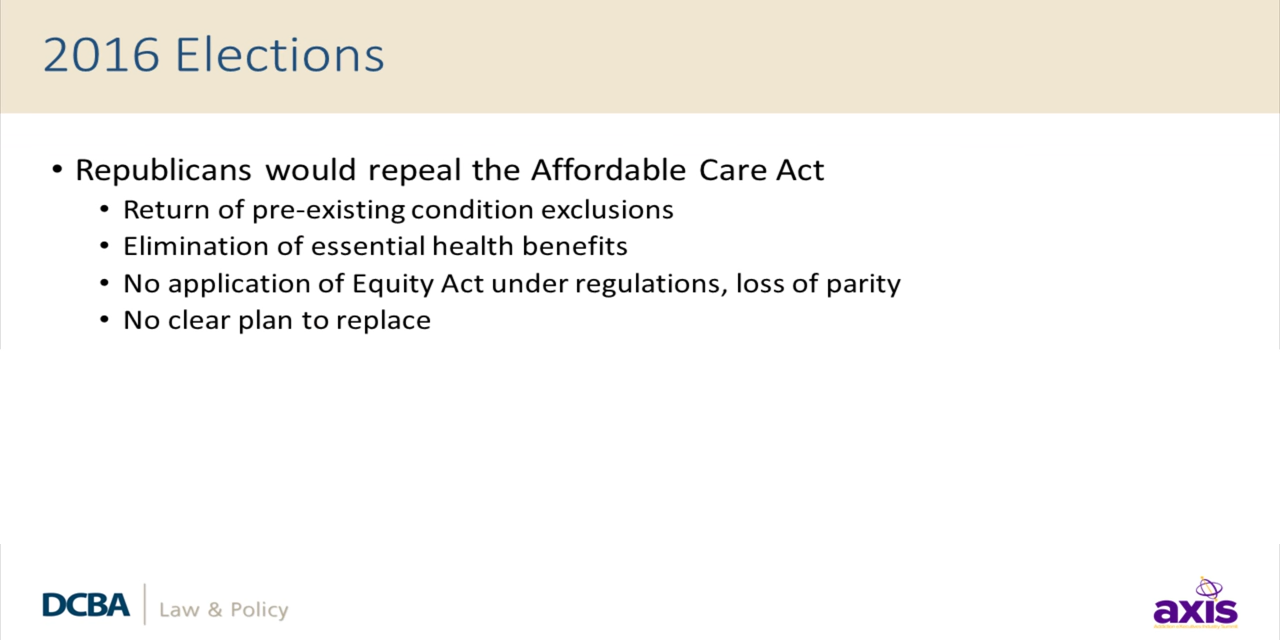 2016 Elections
• Republicans would repeal the Affordable Care Act
• Return of pre-existing condition exclusions
• Elimination of essential health benefits
• No application of Equity Act under regulations, loss of parity
• No clear plan to replace
DCBA | Law & Policy
axis